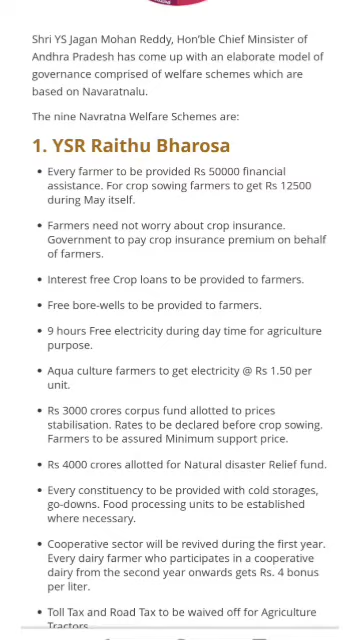 Shri YS Jagan Mohan Reddy, Hon'ble Chief Minsister of
Andhra Pradesh has come up with an elaborate model of
governance comprised of welfare schemes which are
based on Navaratnalu.
The nine Navratna Welfare Schemes are:
1. YSR Raithu Bharosa
• Every farmer to be provided Rs 50000 financial
assistance. For crop sowing farmers to get Rs 12500
during May itself.
• Farmers need not worry about crop insurance.
Government to pay crop insurance premium on behalf
of farmers.
• Interest free Crop loans to be provided to farmers.
• Free bore-wells to be provided to farmers.
• 9 hours Free electricity during day time for agriculture
purpose.
• Aqua culture farmers to get electricity @ Rs 1.50 per
unit.
• Rs 3000 crores corpus fund allotted to prices
stabilisation. Rates to be declared before crop sowing.
Farmers to be assured Minimum support price.
• Rs 4000 crores allotted for Natural disaster Relief fund.
• Every constituency to be provided with cold storages,
go-downs. Food processing units to be established
where necessary.
• Cooperative sector will be revived during the first year.
Every dairy farmer who participates in a cooperative
dairy from the second year onwards gets Rs. 4 bonus
per liter.
• Toll Tax and Road Tax to be waived off for Agriculture
Tractors